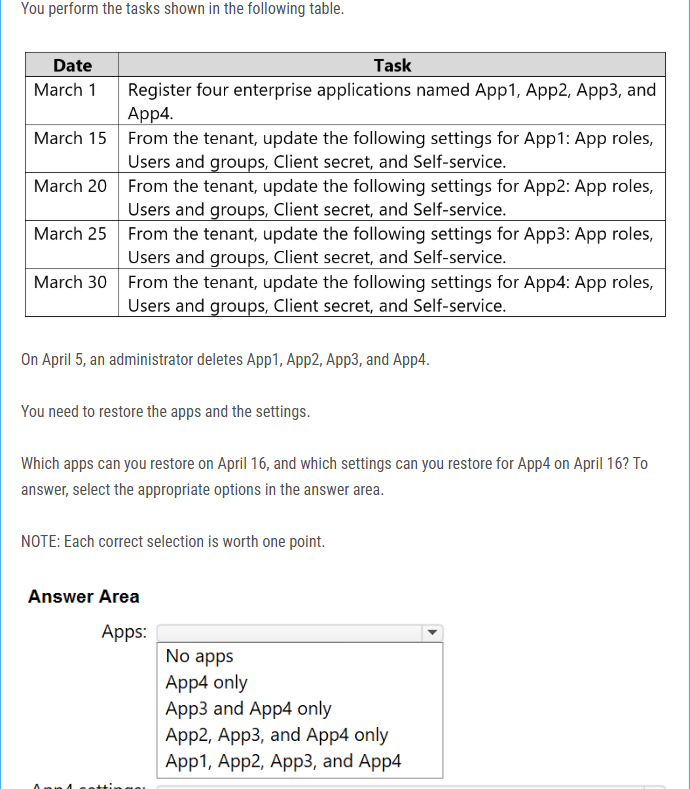 You perform the tasks shown in the following table.
Date Task
March 1 Register four enterprise applications named App1, App2, App3, and
App4.
March 15 From the tenant, update the following settings for App1: App roles,
Users and groups, Client secret, and Self-service.
March 20 From the tenant, update the following settings for App2: App roles,
Users and groups, Client secret, and Self-service.
March 25 From the tenant, update the following settings for App3: App roles,
Users and groups, Client secret, and Self-service.
March 30 From the tenant, update the following settings for App4: App roles,
Users and groups, Client secret, and Self-service.
On April 5, an administrator deletes App1, App2, App3, and App4.
You need to restore the apps and the settings.
Which apps can you restore on April 16, and which settings can you restore for App4 on April 16? To
answer, select the appropriate options in the answer area.
NOTE: Each correct selection is worth one point.
Answer Area
Apps:
No apps
App4 only
App3 and App4 only
App2, App3, and App4 only
App1, App2, App3, and App4
App4 settings: